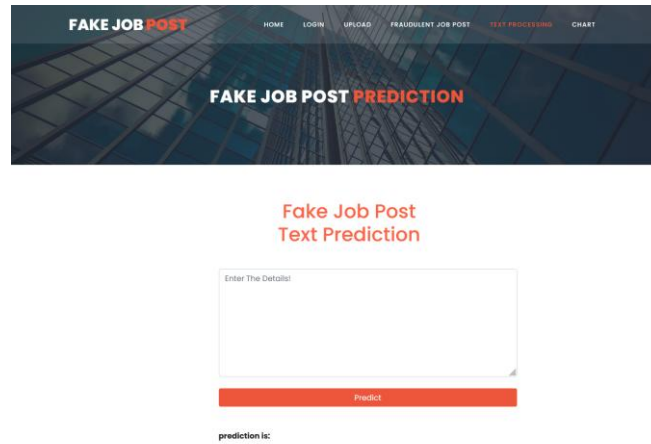 FAKE JOB POST
HOME LOGIN UPLOAD FRAUDULENT JOB POST TEXT PROCESSING CHART
FAKE JOB POST PREDICTION
Fake Job Post
Text Prediction
Enter The Details!
Predict
prediction is: